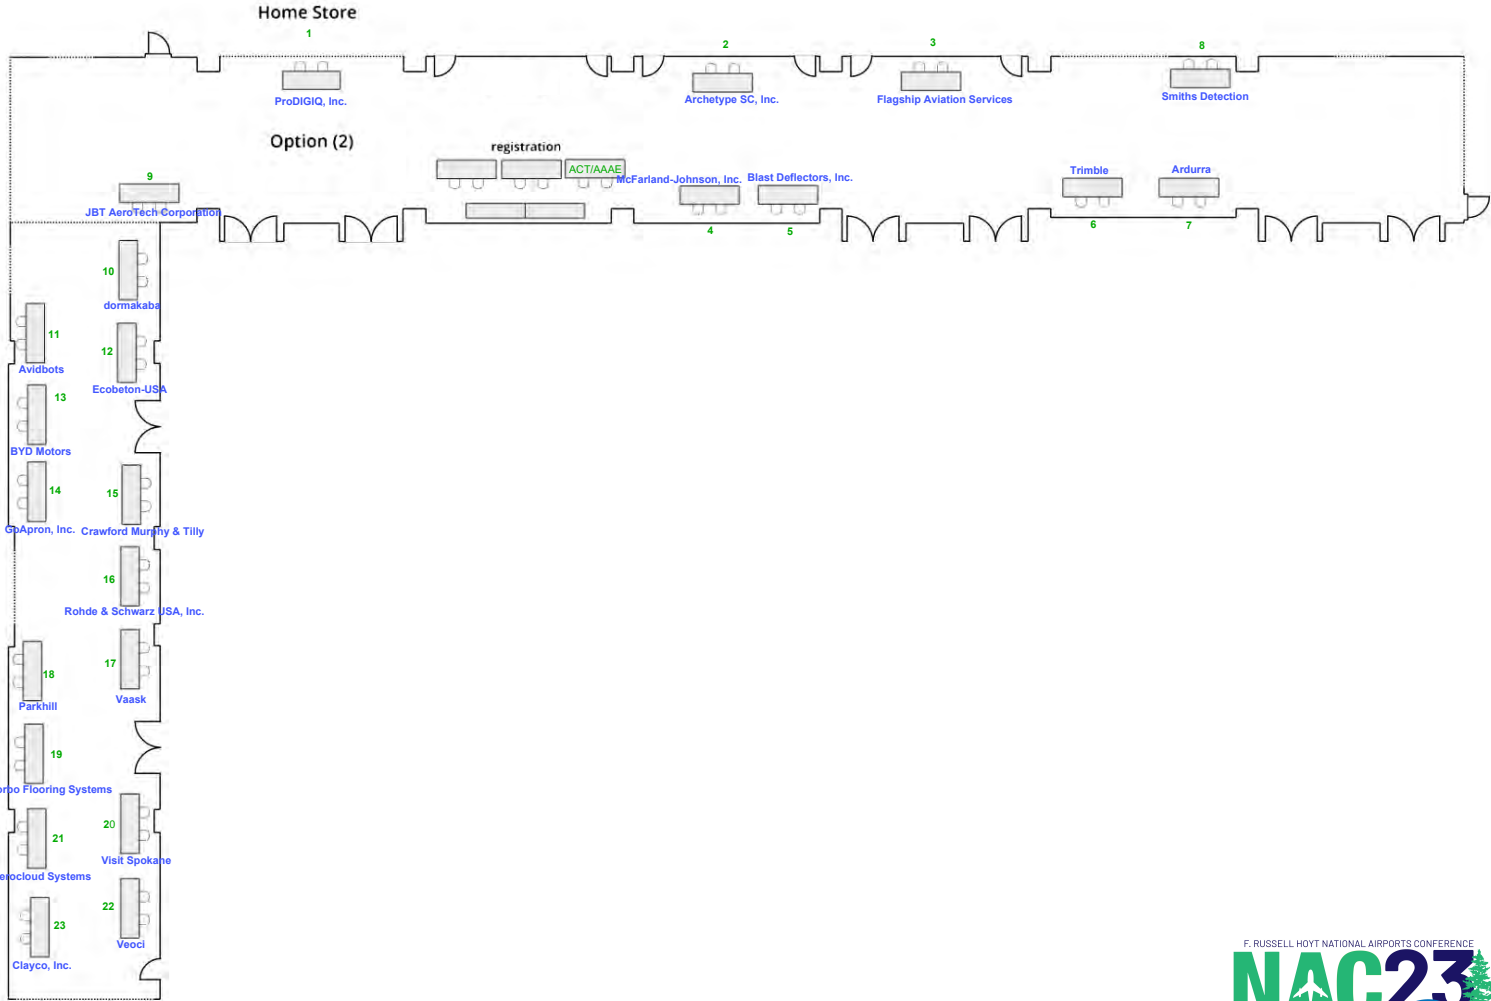 Home Store
1
2
3
8
ProDIGIQ, Inc.
Archetype SC, Inc.
Flagship Aviation Services
Smiths Detection
Option (2)
registration
ACT/AAAE
McFarland-Johnson, Inc.
Blast Deflectors, Inc.
Trimble
Ardurra
9
JBT AeroTech Corporation
4
5
6
7
10
dormakaba
11
12
Avidbots
Ecobeton-USA
13
BYD Motors
14
15
GoApron, Inc.
Crawford Murphy & Tilly
16
Rohde & Schwarz USA, Inc.
18
17
Parkhill
Vaask
19
orbo Flooring Systems
21
20
Visit Spokane
erocloud Systems
23
22
Veoci
Clayco, Inc.
F. RUSSELL HOYT NATIONAL AIRPORTS CONFERENCE
NAC23